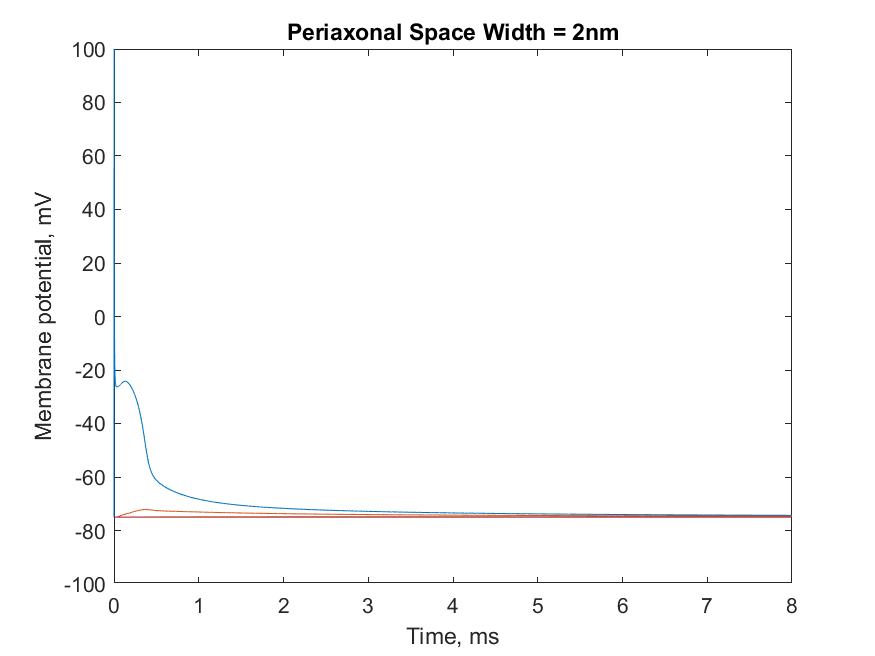 Periaxonal Space Width = 2nm
100
80
60
40
20
0
-20
-40
-60
-80
-100
Membrane potential, mV
0 1 2 3 4 5 6 7 8
Time, ms